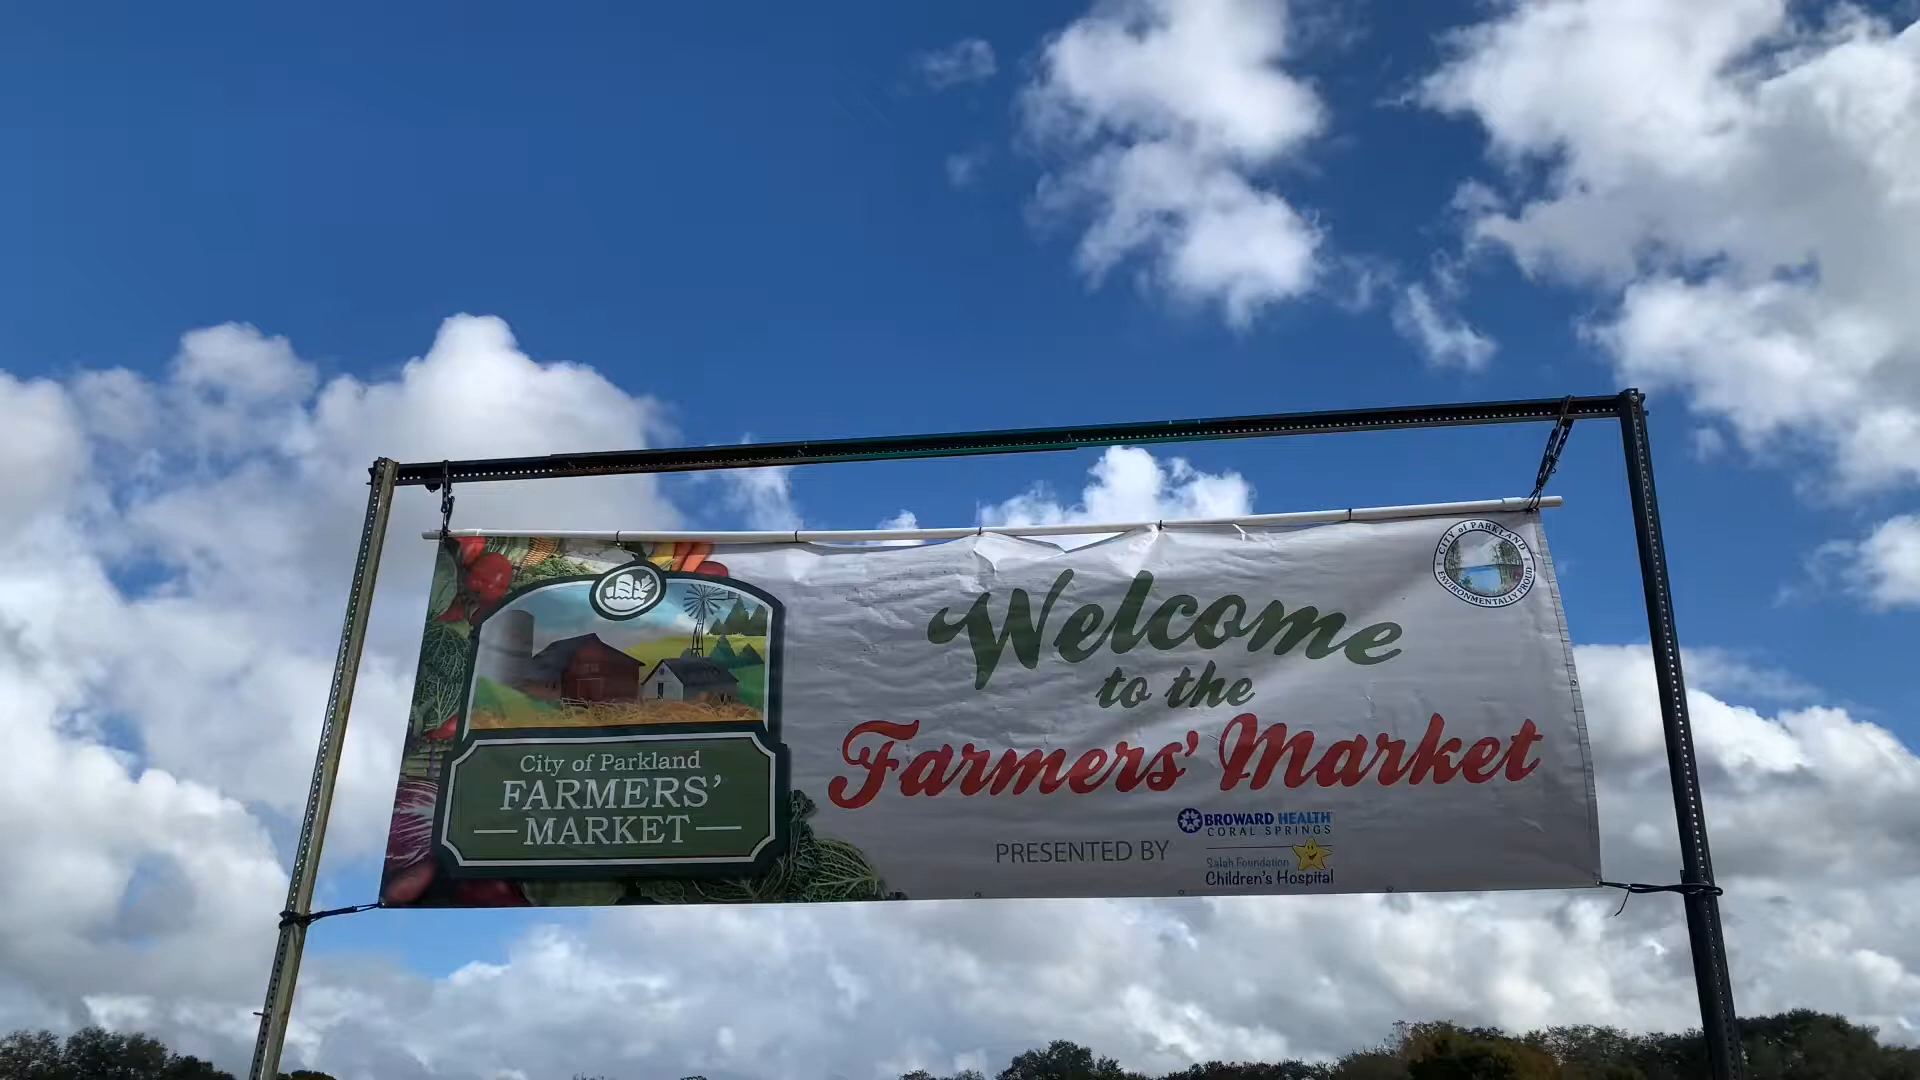 City of Parkland
FARMERS'
MARKET
Welcome
to the
Farmers' Market
PRESENTED BY
BROWARD HEALTH
CORAL SPRINGS
Salah Foundation
Children's Hospital
CITY of PARKLAND
ENVIRONMENTALLY PROUD